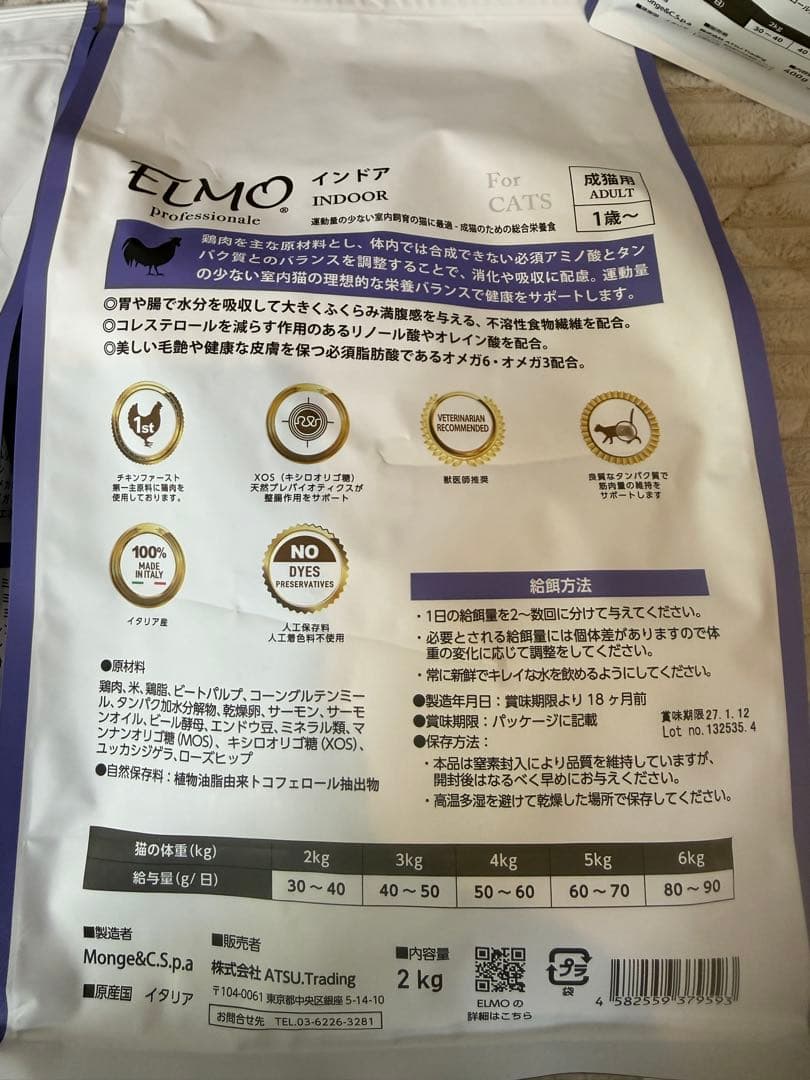 ELMO®
professionale
インドア
INDOOR
運動量の少ない室内飼育の猫に最適 - 成猫のための総合栄養食
For
CATS
成猫用
ADULT
1歳〜
鶏肉を主な原材料とし、体内では合成できない必須アミノ酸とタン
パク質とのバランスを調整することで、消化や吸収に配慮。運動量
の少ない室内猫の理想的な栄養バランスで健康をサポートします。
◎胃や腸で水分を吸収して大きくふくらみ満腹感を与える、不溶性食物繊維を配合。
◎コレステロールを減らす作用のあるリノール酸やオレイン酸を配合。
◎美しい毛艶や健康な皮膚を保つ必須脂肪酸であるオメガ6・オメガ3配合。
1st
チキンファースト
第一主原料に鶏肉を
使用しております。
XOS（キシロオリゴ糖）
天然プレバイオティクスが
整腸作用をサポート
VETERINARIAN
RECOMMENDED
獣医師推奨
良質なタンパク質で
筋肉量の維持を
サポートします
100%
MADE
IN ITALY
イタリア産
NO
DYES
PRESERVATIVES
人工保存料
人工着色料不使用
給餌方法
・1日の給餌量を2〜数回に分けて与えてください。
・必要とされる給餌量には個体差がありますので体
重の変化に応じて調整をしてください。
・常に新鮮でキレイな水を飲めるようにしてください。
●原材料
鶏肉、米、鶏脂、ビートパルプ、コーングルテンミー
ル、タンパク加水分解物、乾燥卵、サーモン、サーモ
ンオイル、ビール酵母、エンドウ豆、ミネラル類、マ
ンナンオリゴ糖（MOS）、キシロオリゴ糖（XOS）、
ユッカシジゲラ、ローズヒップ
●自然保存料：植物油脂由来トコフェロール抽出物
●製造年月日：賞味期限より 18 ヶ月前
●賞味期限：パッケージに記載
賞味期限27.1.12
Lot no.132535.4
●保存方法：
・本品は窒素封入により品質を維持していますが、
開封後はなるべく早めにお与えください。
・高温多湿を避けて乾燥した場所で保存してください。
猫の体重（kg） 2kg 3kg 4kg 5kg 6kg
給与量（g/ 日） 30〜40 40〜50 50〜60 60〜70 80〜90
■製造者
Monge&C.S.p.a
■原産国 イタリア
■販売者
株式会社 ATSU.Trading
〒104-0061 東京都中央区銀座 5-14-10
お問合せ先 TEL.03-6226-3281
■内容量
2 kg
ELMO の
詳細はこちら
プラ
袋
4 582559 379593